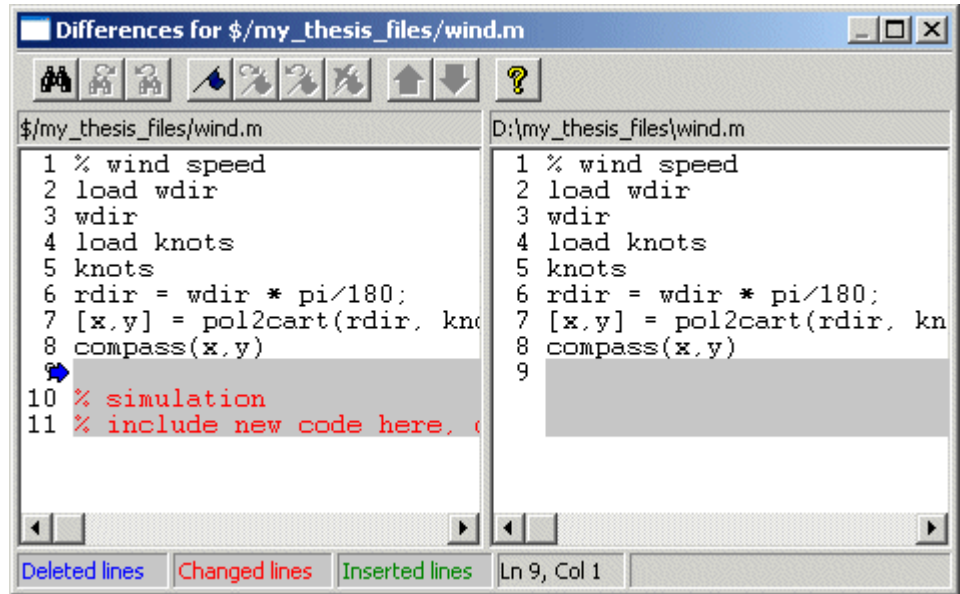 Differences for $/my_thesis_files/wind.m
$/my_thesis_files/wind.m
1 % wind speed
2 load wdir
3 wdir
4 load knots
5 knots
6 rdir = wdir * pi/180;
7 [x,y] = pol2cart(rdir, kno
8 compass(x,y)
9
10 % simulation
11 % include new code here,
D:\my_thesis_files\wind.m
1 % wind speed
2 load wdir
3 wdir
4 load knots
5 knots
6 rdir = wdir * pi/180;
7 [x,y] = pol2cart(rdir, kn
8 compass(x,y)
9
Deleted lines Changed lines Inserted lines Ln 9, Col 1